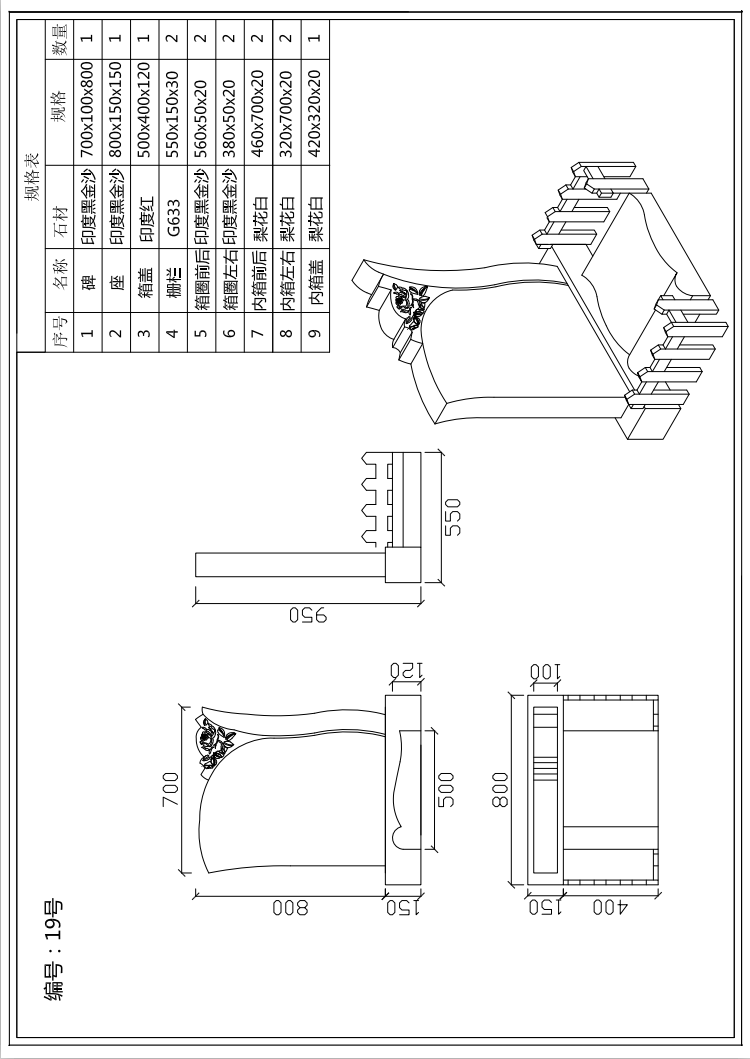 规格表
序号 名称 石材 规格 数量
1 碑 印度黑金沙 700x100x800 1
2 座 印度黑金沙 800x150x150 1
3 箱盖 印度红 500x400x120 1
4 栅栏 G633 550x150x30 2
5 箱圈前后 印度黑金沙 560x50x20 2
6 箱圈左右 印度黑金沙 380x50x20 2
7 内箱前后 梨花白 460x700x20 2
8 内箱左右 梨花白 320x700x20 2
9 内箱盖 梨花白 420x320x20 1
编号：19号
700
800
150
500
120
950
550
800
100
150
400